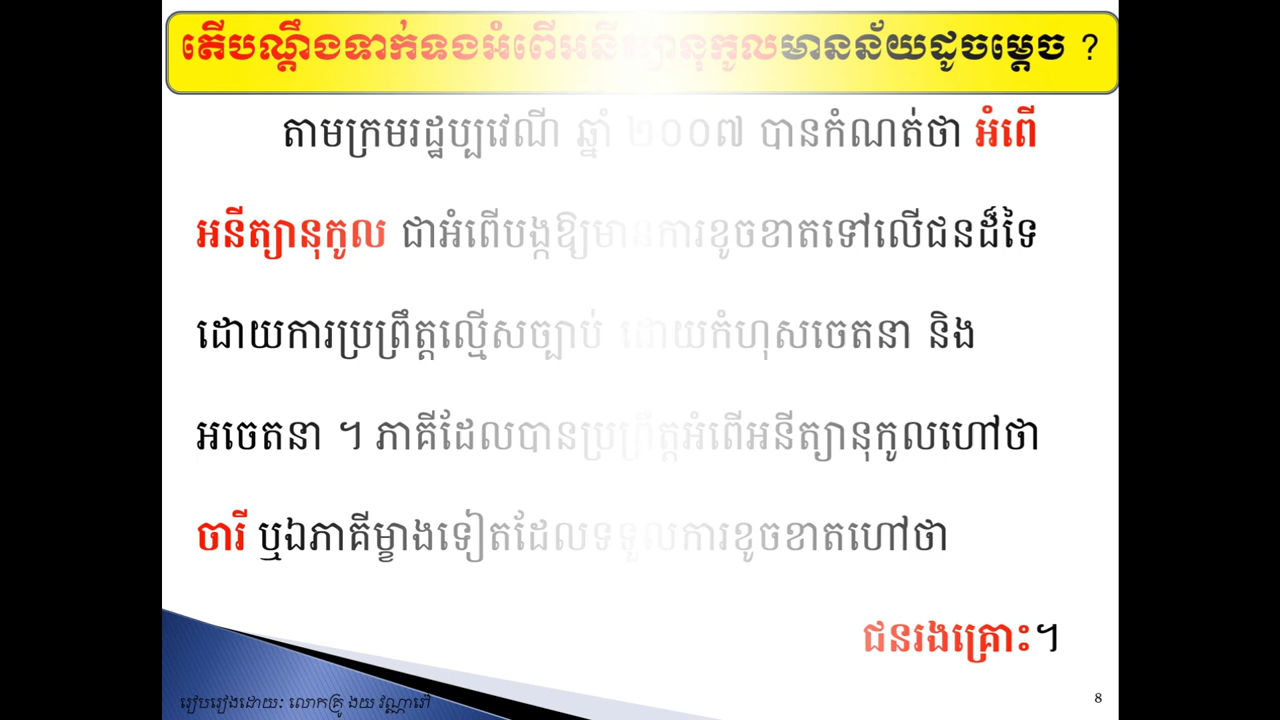 តើបណ្តឹងទាក់ទងអំពើអនីត្យានុកូលមានន័យដូចម្តេច ?
តាមក្រមរដ្ឋប្បវេណី ឆ្នាំ ២០០៧ បានកំណត់ថា អំពើ
អនីត្យានុកូល ជាអំពើបង្កឱ្យមានការខូចខាតទៅលើជនដ៏ទៃ
ដោយការប្រព្រឹត្តល្មើសច្បាប់ ដោយកំហុសចេតនា និង
អចេតនា ។ ភាគីដែលបានប្រព្រឹត្តអំពើអនីត្យានុកូលហៅថា
ចារី ឬឯភាគីម្ខាងទៀតដែលទទួលការខូចខាតហៅថា
ជនរងគ្រោះ។
រៀបរៀងដោយៈ លោកគ្រូ ងយ វណ្ណារ៉ៅ
8